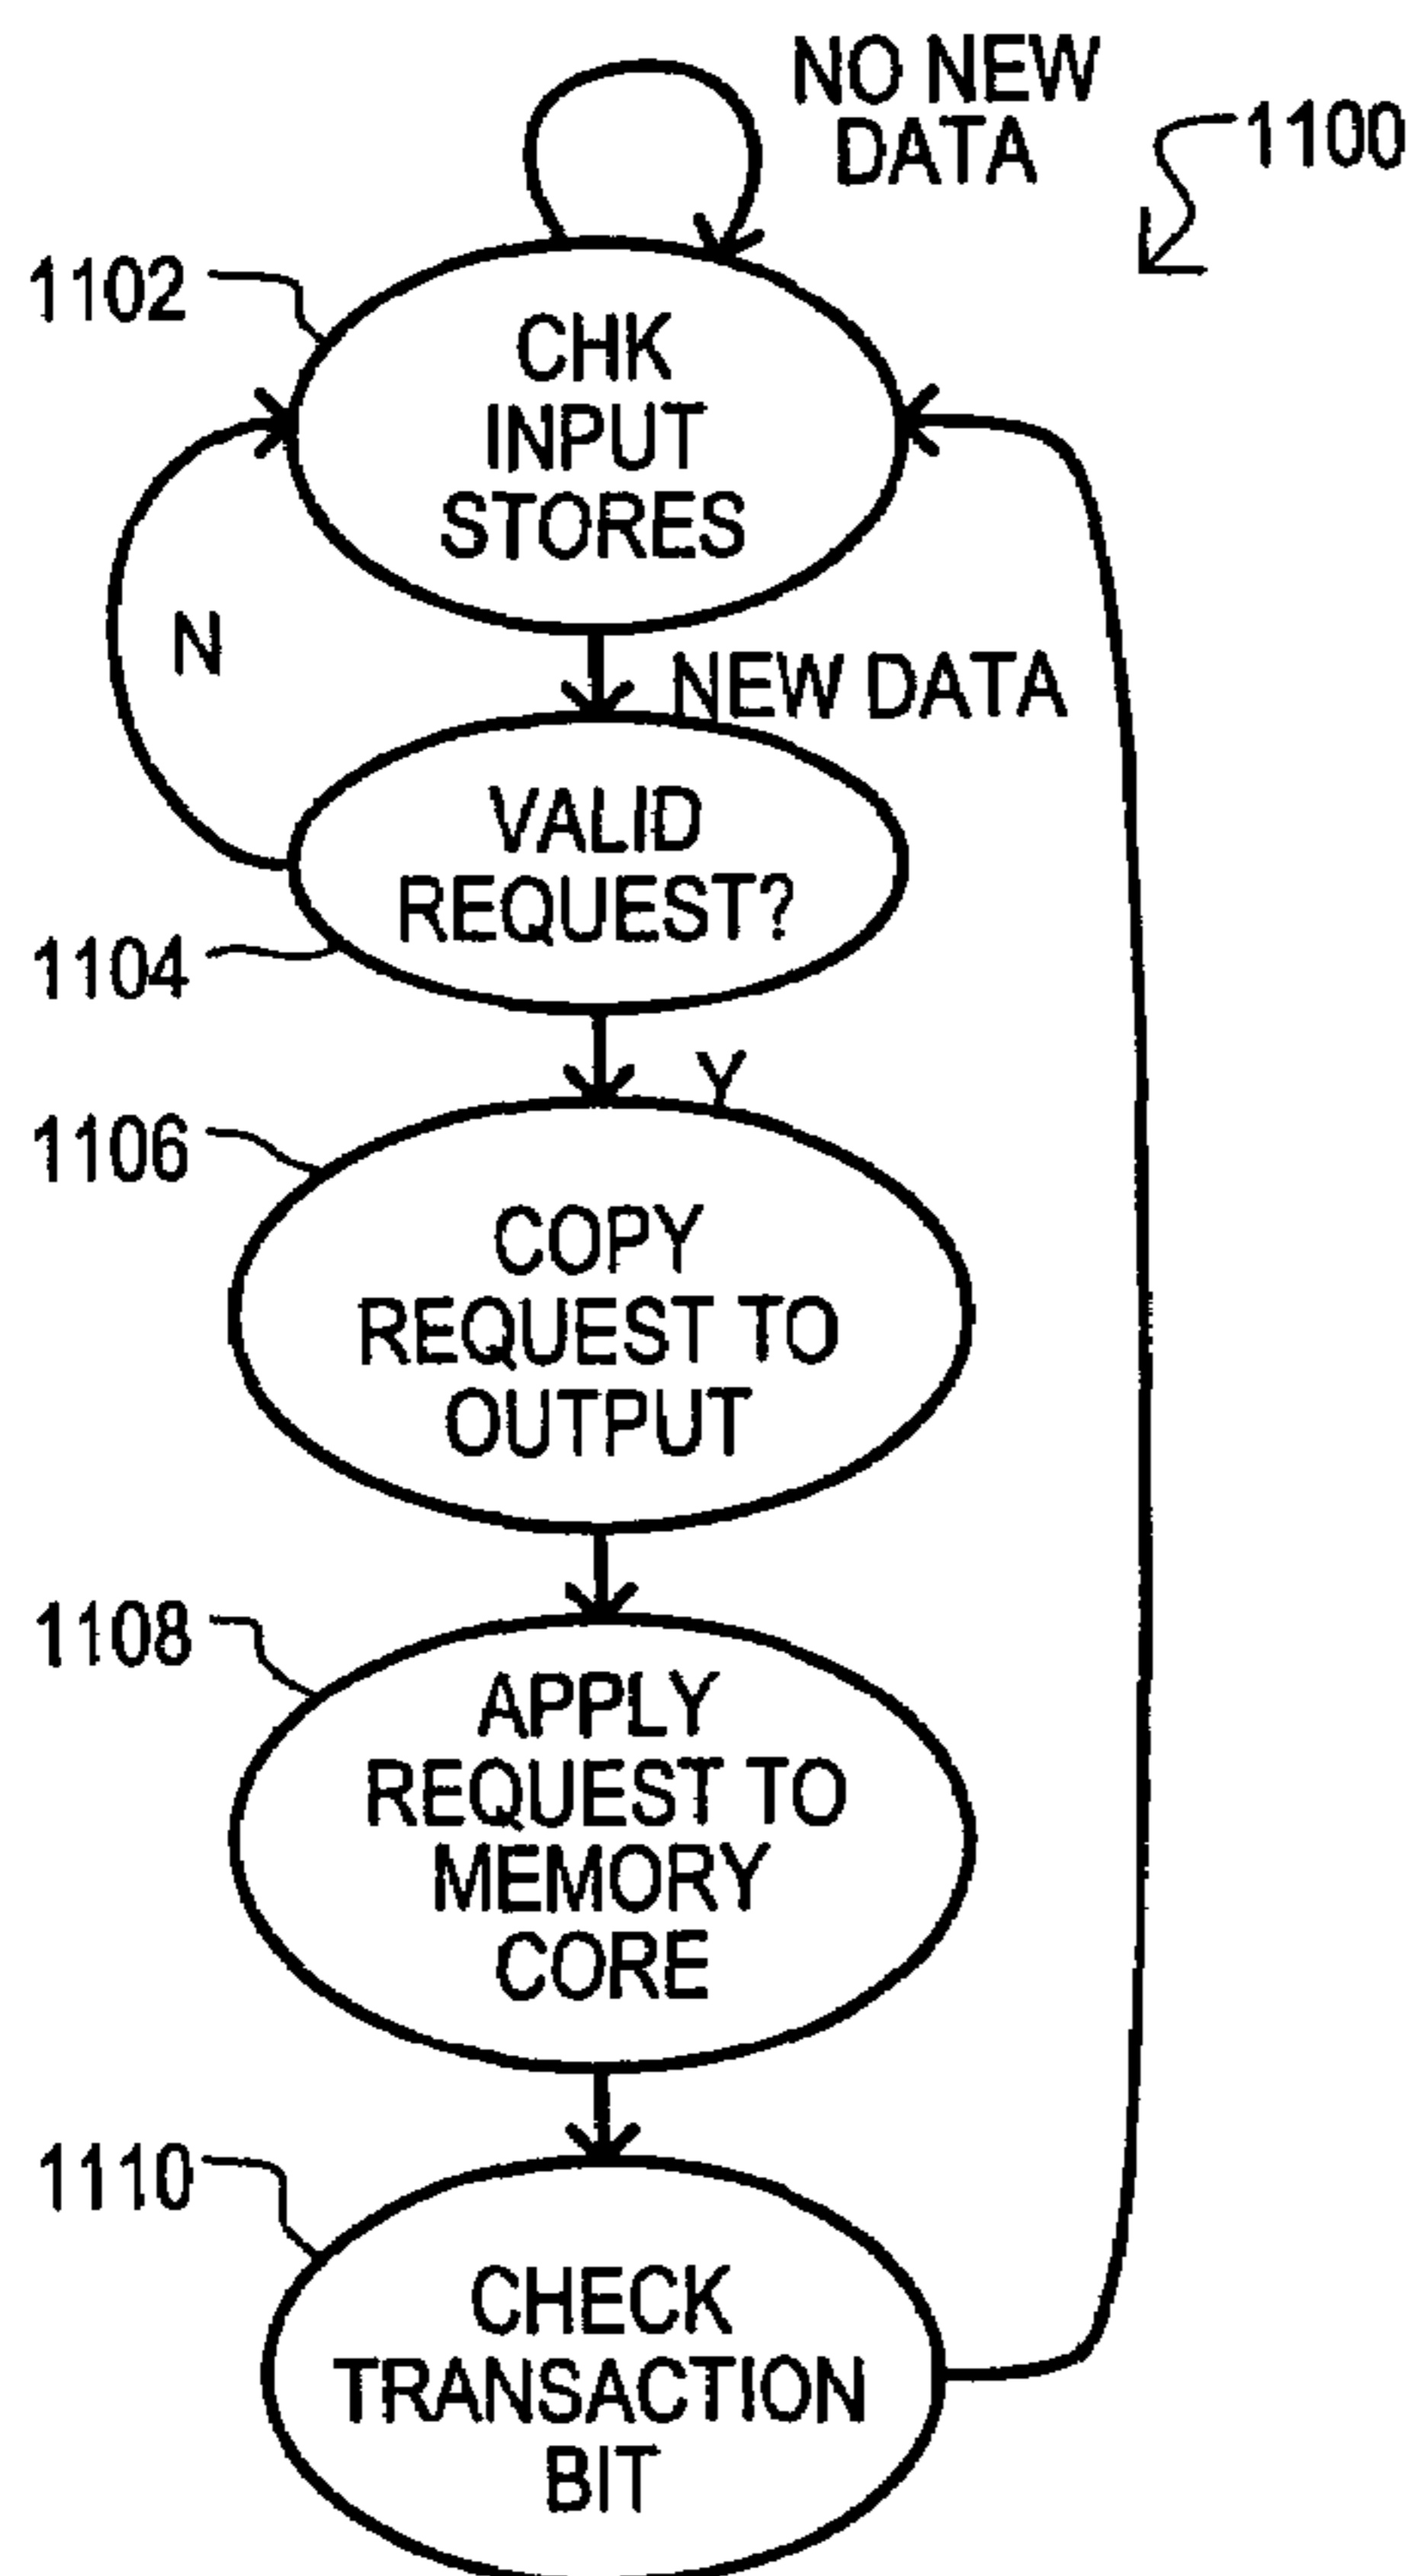 NO NEW
DATA
1100
1102
CHK
INPUT
STORES
N
NEW DATA
VALID
REQUEST?
1104
Y
1106
COPY
REQUEST TO
OUTPUT
1108
APPLY
REQUEST TO
MEMORY
CORE
1110
CHECK
TRANSACTION
BIT